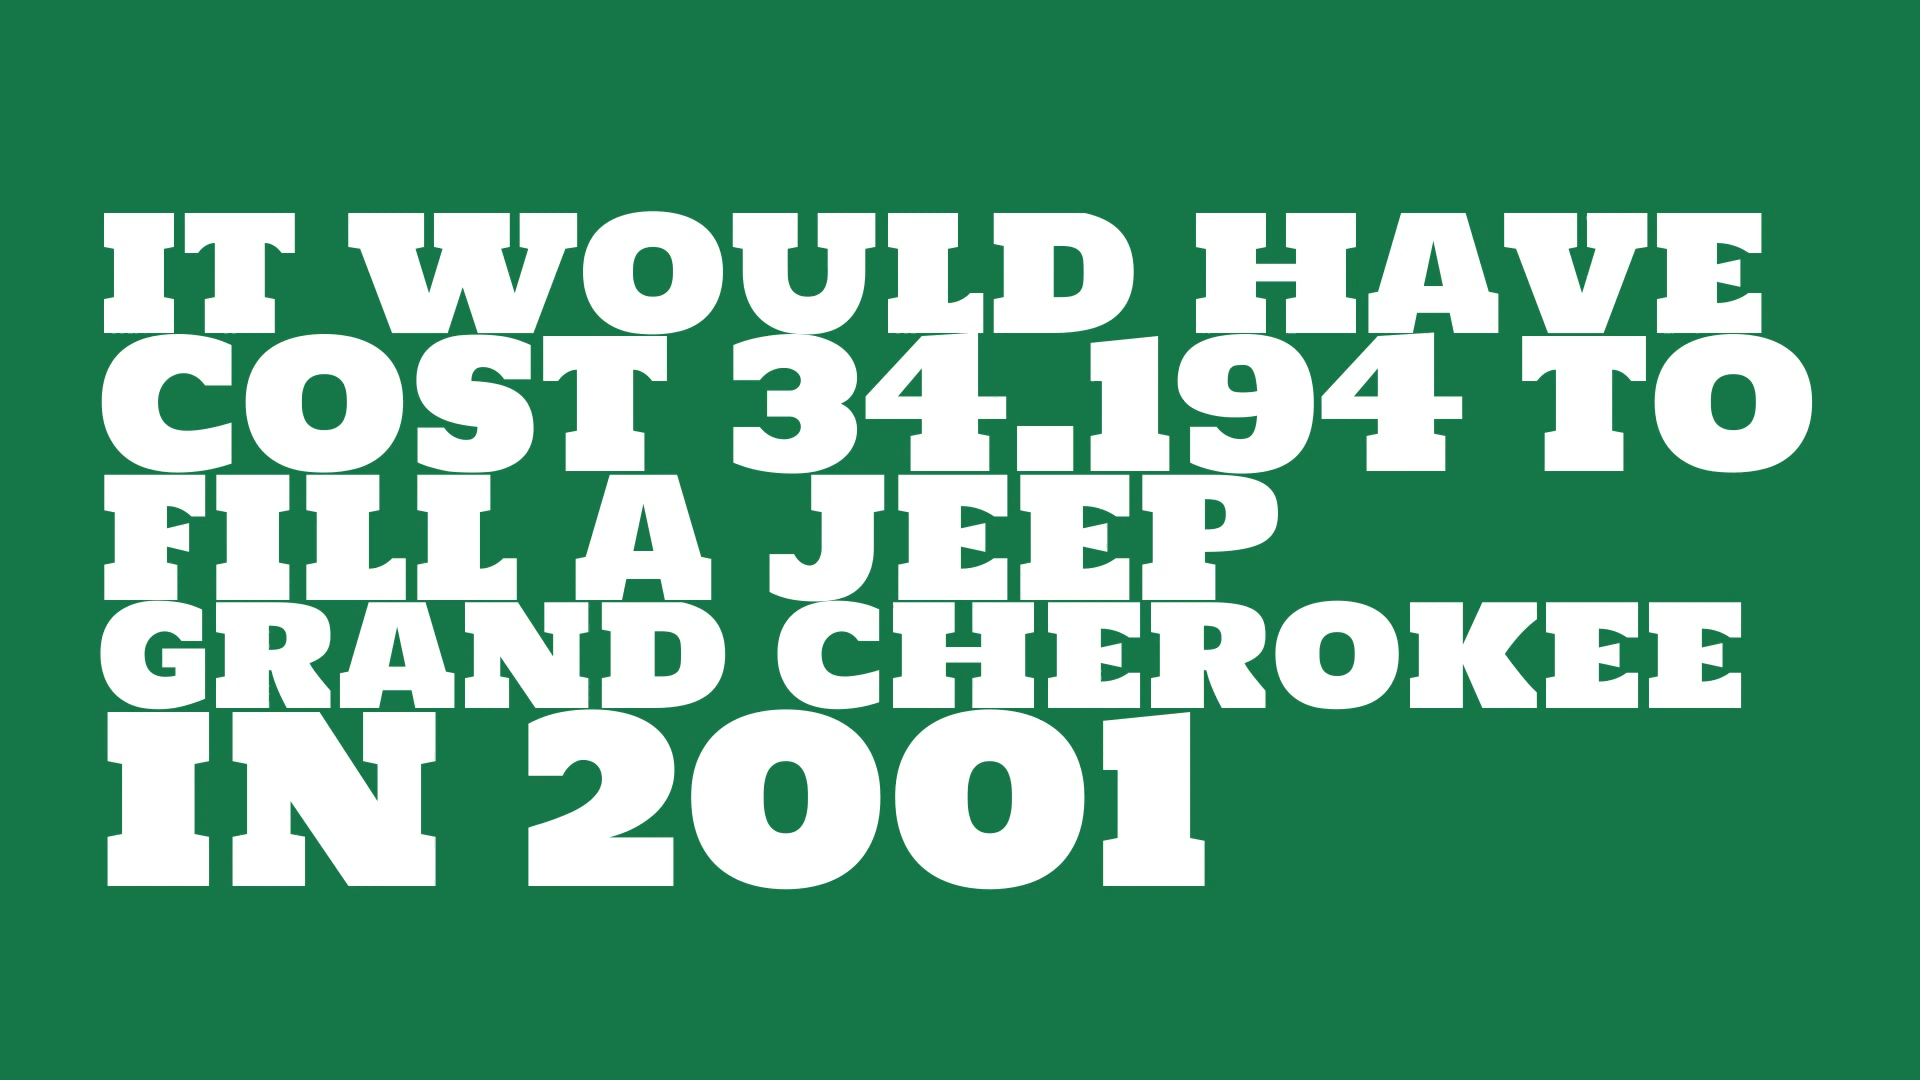 IT WOULD HAVE
COST 34.194 TO
FILL A JEEP
GRAND CHEROKEE
IN 2001